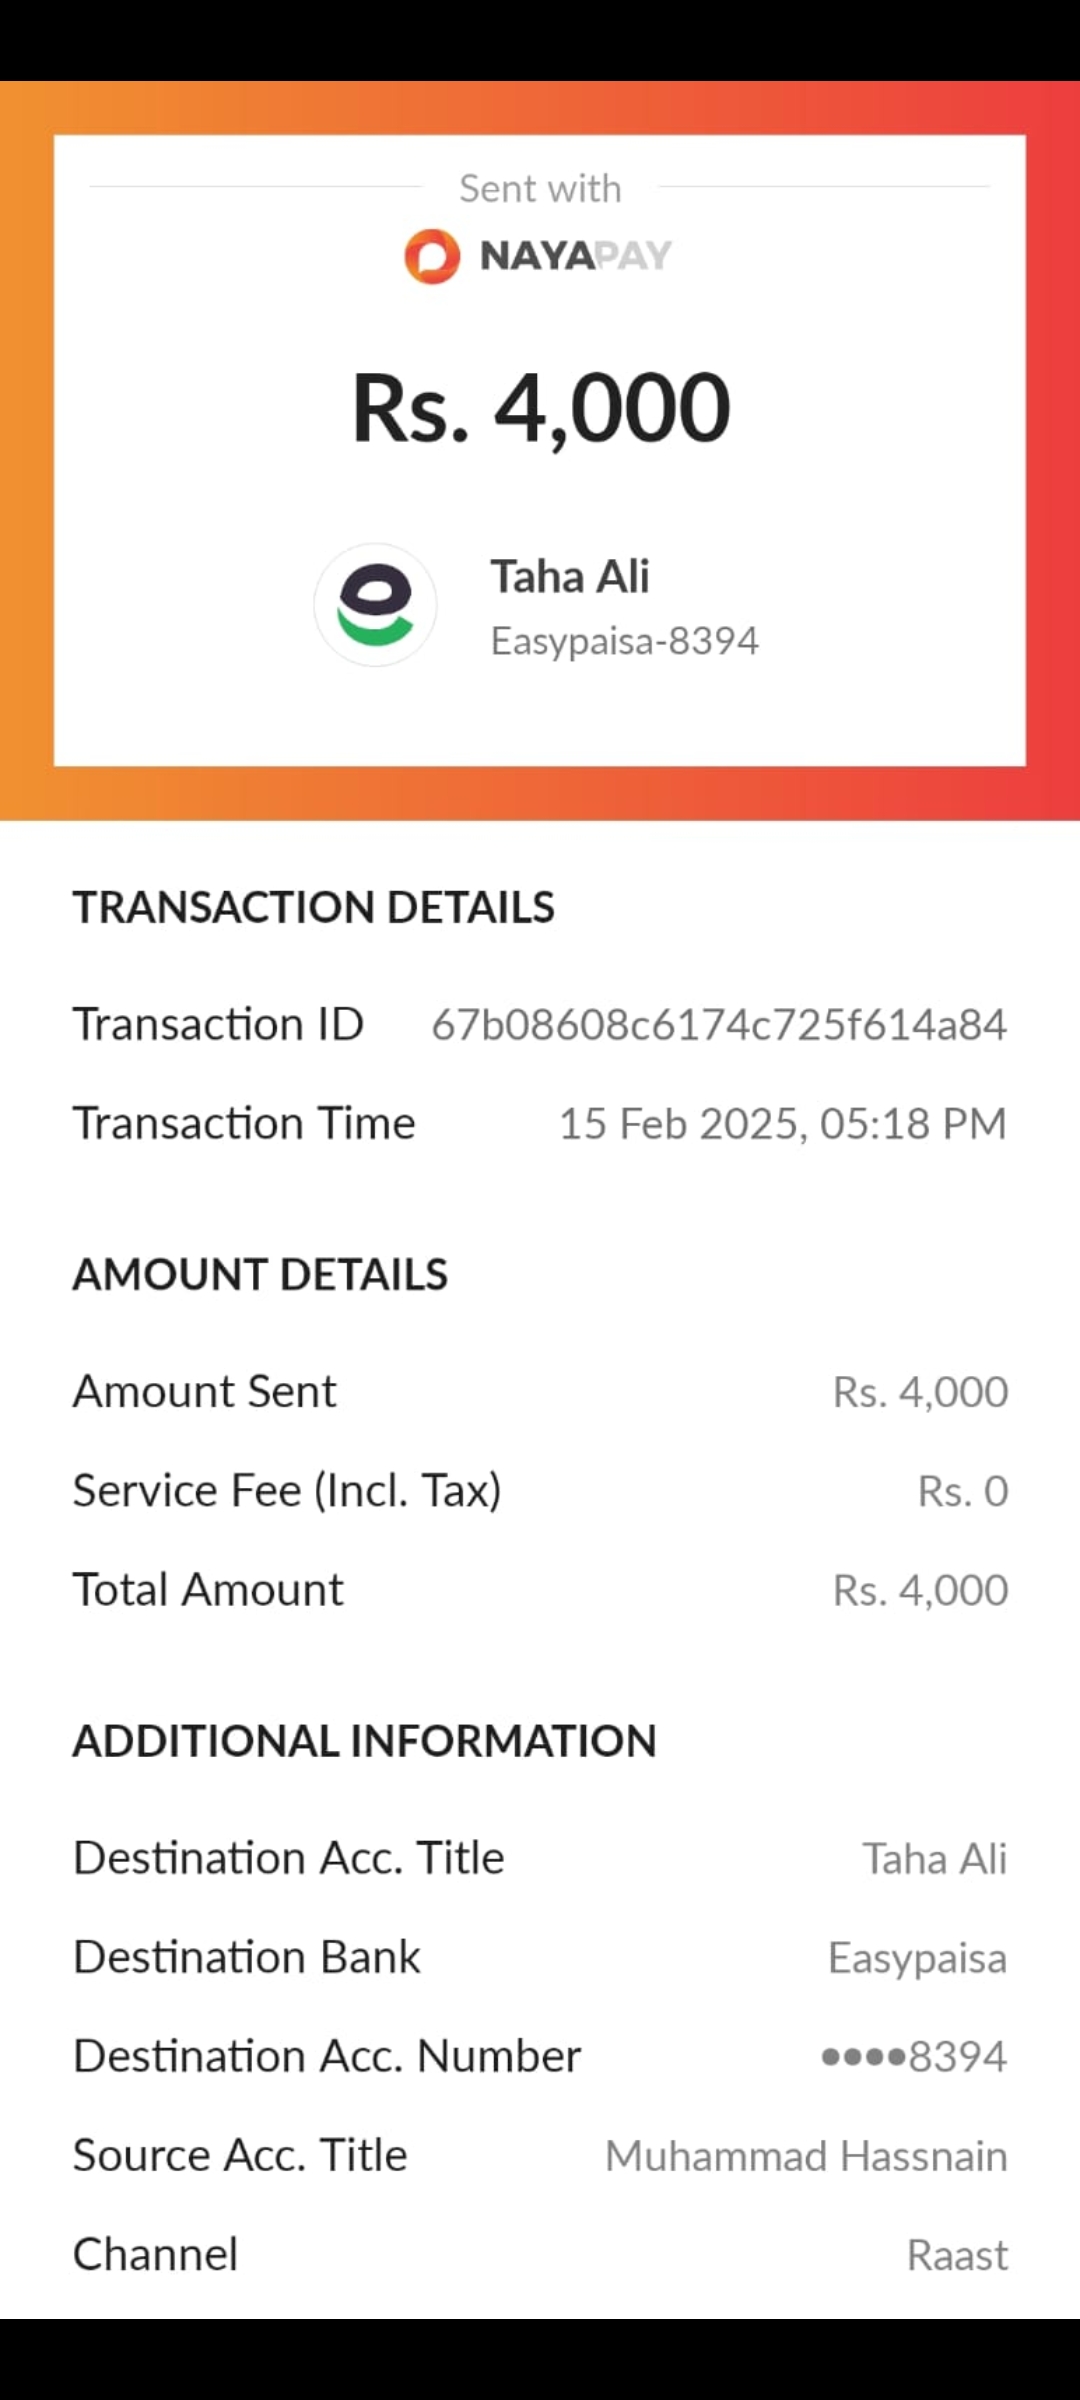 Sent with
NAYAPAY
Rs. 4,000
Taha Ali
Easypaisa-8394
TRANSACTION DETAILS
Transaction ID 67b08608c6174c725f614a84
Transaction Time 15 Feb 2025, 05:18 PM
AMOUNT DETAILS
Amount Sent Rs. 4,000
Service Fee (Incl. Tax) Rs. 0
Total Amount Rs. 4,000
ADDITIONAL INFORMATION
Destination Acc. Title Taha Ali
Destination Bank Easypaisa
Destination Acc. Number ••••8394
Source Acc. Title Muhammad Hassnain
Channel Raast